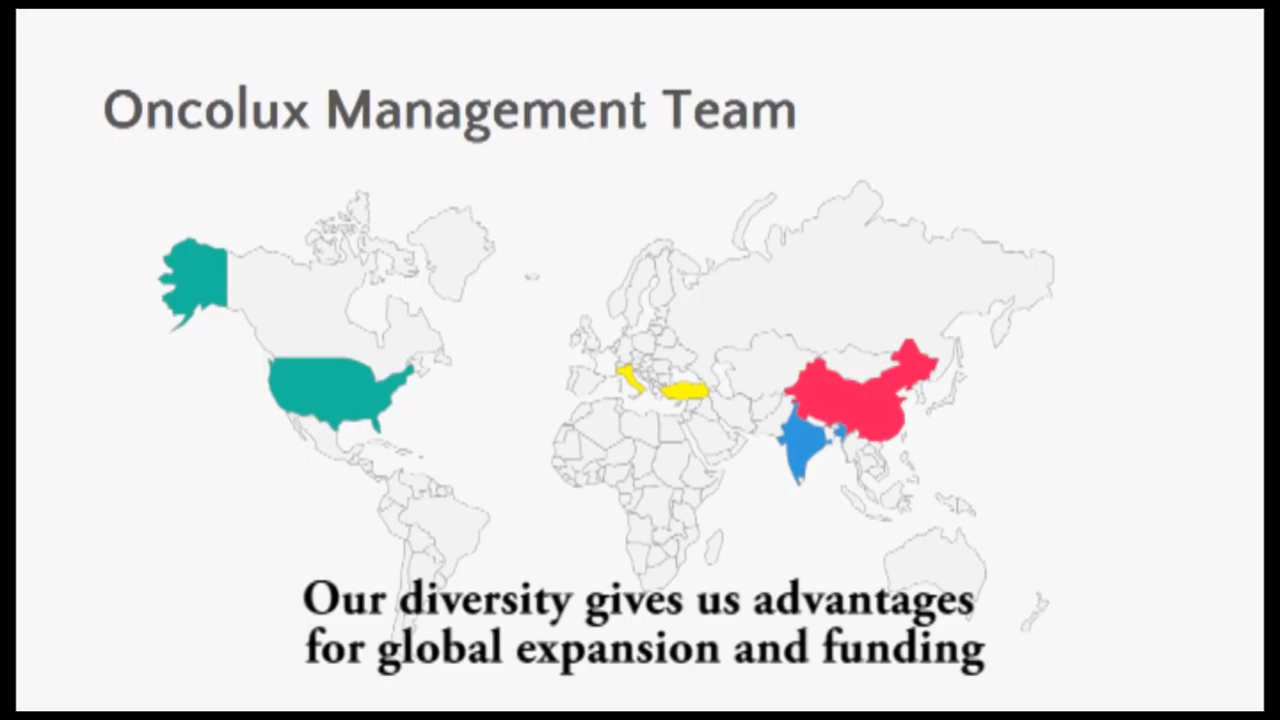 Oncolux Management Team
Our diversity gives us advantages
for global expansion and funding